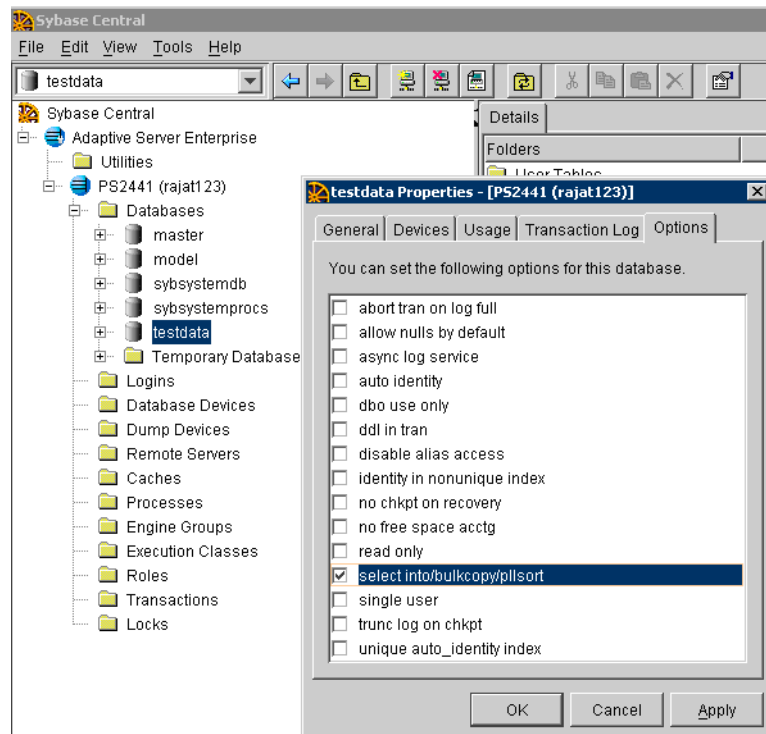 Sybase Central
File Edit View Tools Help
testdata
Sybase Central
Adaptive Server Enterprise
Utilities
PS2441 (rajat123)
Databases
master
model
sybsystemdb
sybsystemprocs
testdata
Temporary Database
Logins
Database Devices
Dump Devices
Remote Servers
Caches
Processes
Engine Groups
Execution Classes
Roles
Transactions
Locks
Details
Folders
User Tables
testdata Properties - [PS2441 (rajat123)]
General Devices Usage Transaction Log Options
You can set the following options for this database.
abort tran on log full
allow nulls by default
async log service
auto identity
dbo use only
ddl in tran
disable alias access
identity in nonunique index
no chkpt on recovery
no free space acctg
read only
select into/bulkcopy/pllsort
single user
trunc log on chkpt
unique auto_identity index
OK Cancel Apply